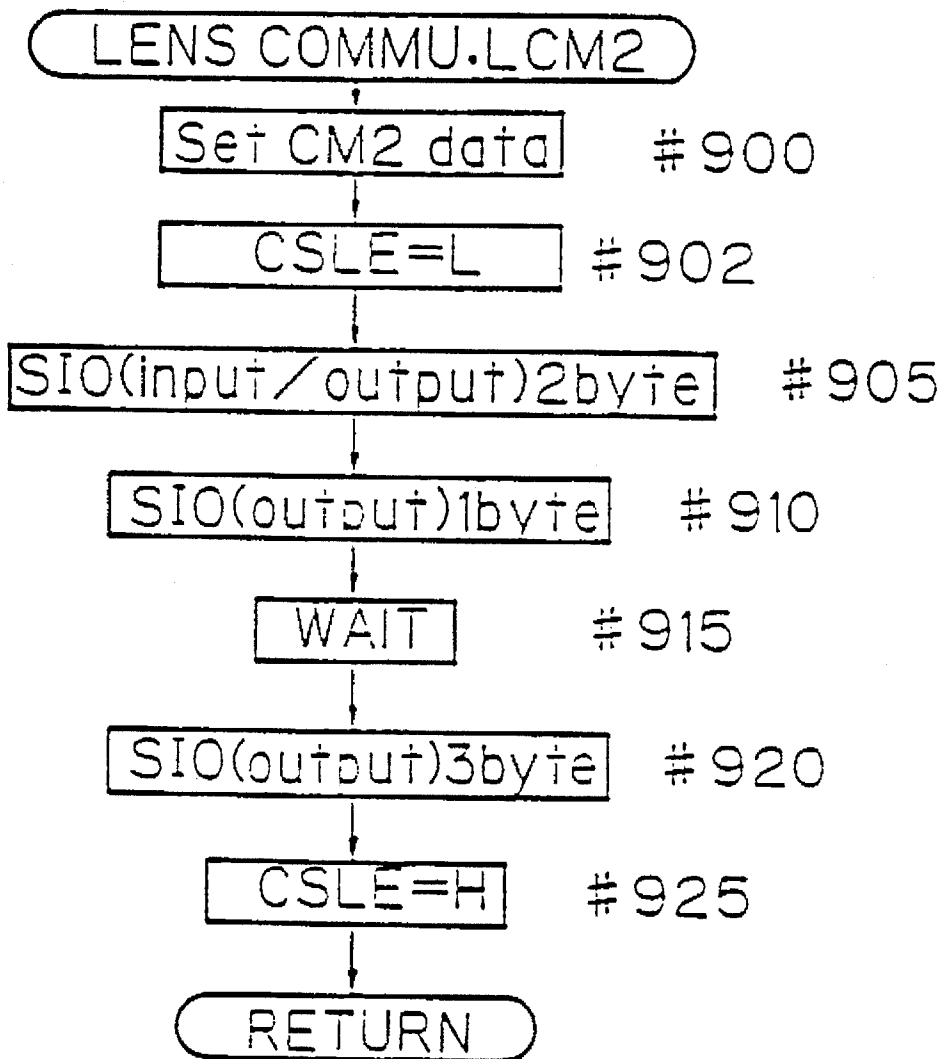 LENS COMMU.LCM2
Set CM2 data #900
CSLE=L #902
SIO(input/output)2byte #905
SIO(output)1byte #910
WAIT #915
SIO(output)3byte #920
CSLE=H #925
RETURN